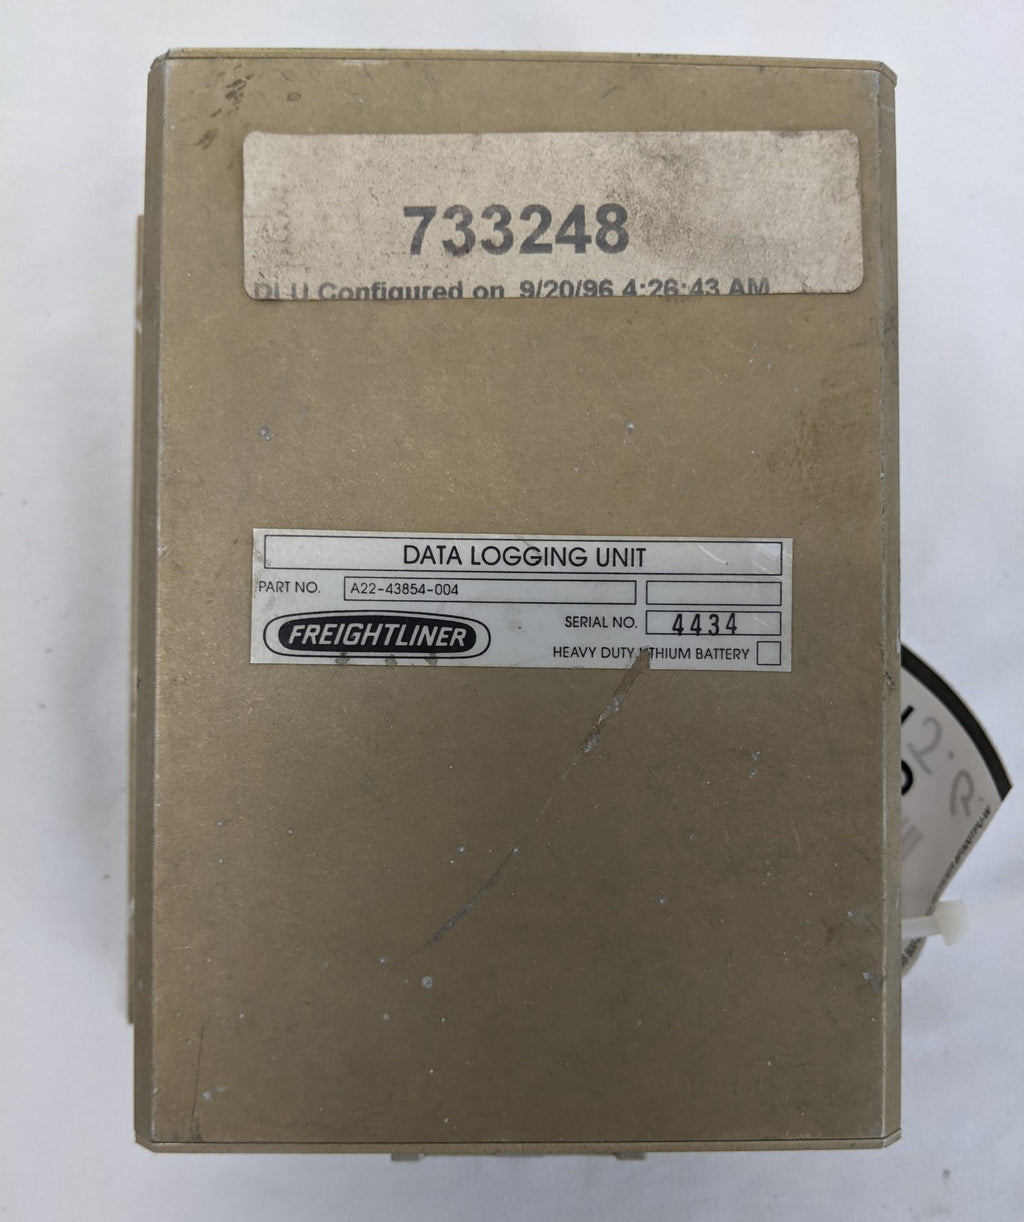 733248
DLU Configured on 9/20/96 4:26:43 AM
DATA LOGGING UNIT
PART NO. A22-43854-004
FREIGHTLINER
SERIAL NO. 4434
HEAVY DUTY LITHIUM BATTERY